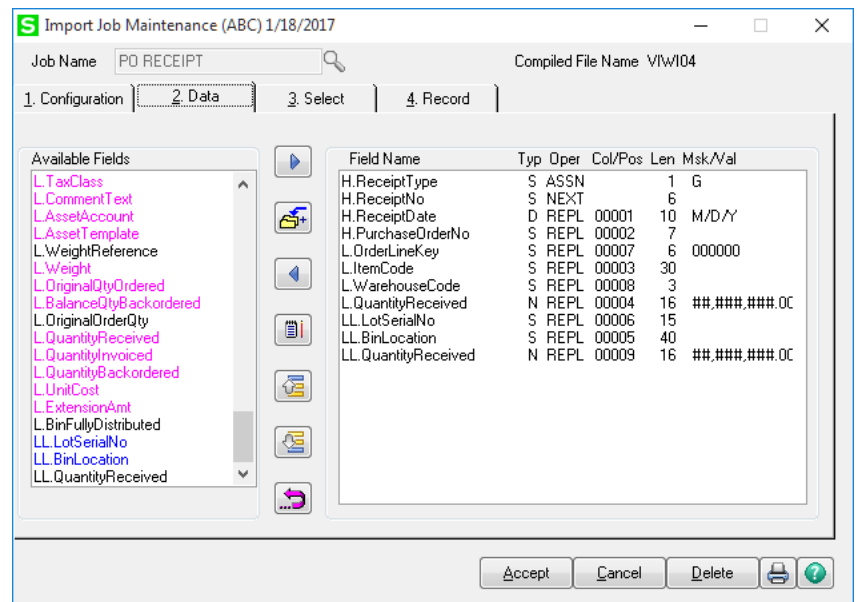 S Import Job Maintenance (ABC) 1/18/2017
Job Name PO RECEIPT Compiled File Name VIWI04
1. Configuration 2. Data 3. Select 4. Record
Available Fields
L.TaxClass
L.CommentText
L.AssetAccount
L.AssetTemplate
L.WeightReference
L.Weight
L.OriginalQtyOrdered
L.BalanceQtyBackordered
L.OriginalOrderQty
L.QuantityReceived
L.QuantityInvoiced
L.QuantityBackordered
L.UnitCost
L.ExtensionAmt
L.BinFullyDistributed
LL.LotSerialNo
LL.BinLocation
LL.QuantityReceived
Field Name Typ Oper Col/Pos Len Msk/Val
H.ReceiptType S ASSN 1 G
H.ReceiptNo S NEXT 6
H.ReceiptDate D REPL 00001 10 M/D/Y
H.PurchaseOrderNo S REPL 00002 7
L.OrderLineKey S REPL 00007 6 000000
L.ItemCode S REPL 00003 30
L.WarehouseCode S REPL 00008 3
L.QuantityReceived N REPL 00004 16 ##,###,###.0C
LL.LotSerialNo S REPL 00006 15
LL.BinLocation S REPL 00005 40
LL.QuantityReceived N REPL 00009 16 ##,###,###.0C
Accept Cancel Delete